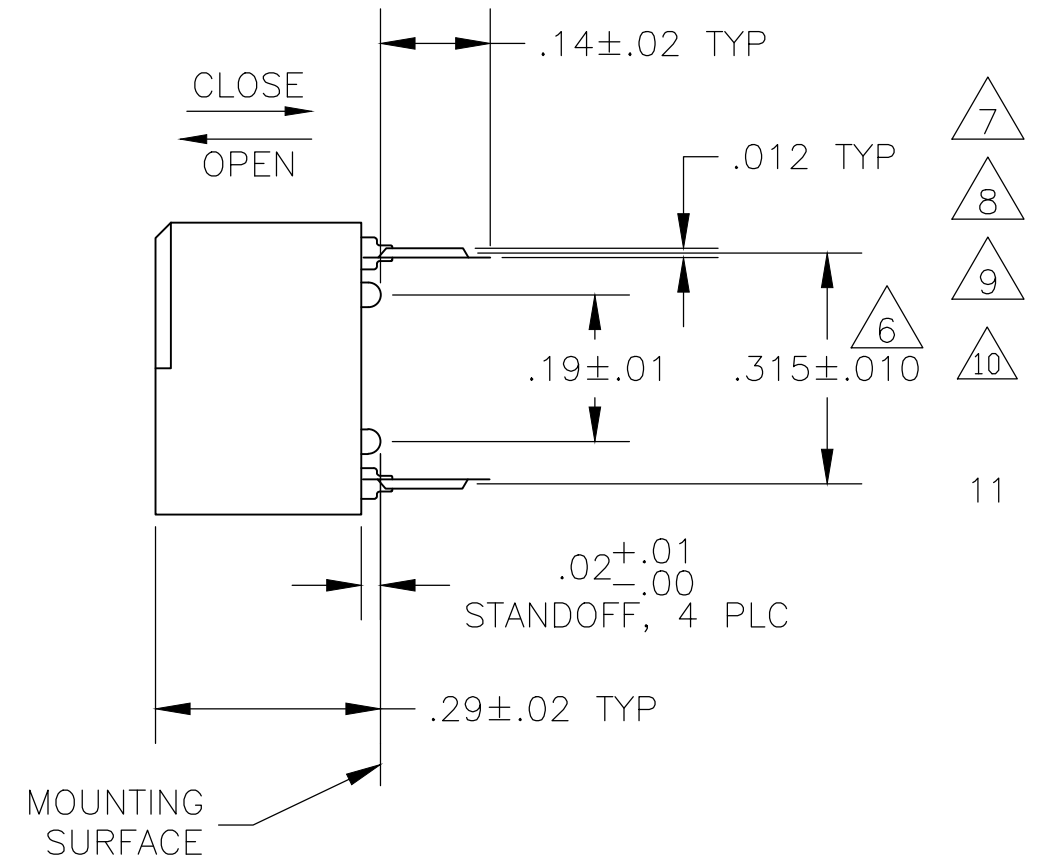 .14±.02 TYP
CLOSE
OPEN
.012 TYP
7
8
9
6
.19±.01
.315±.010
10
11
.02+.01
-.00
STANDOFF, 4 PLC
.29±.02 TYP
MOUNTING
SURFACE